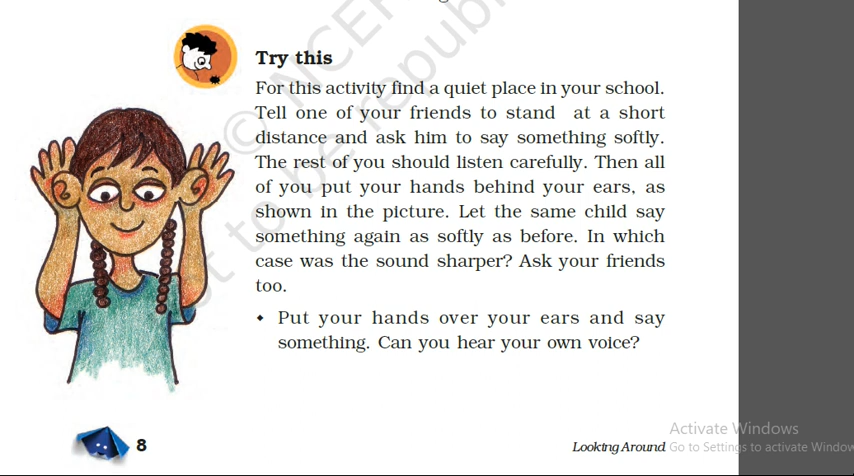 Try this
For this activity find a quiet place in your school.
Tell one of your friends to stand at a short
distance and ask him to say something softly.
The rest of you should listen carefully. Then all
of you put your hands behind your ears, as
shown in the picture. Let the same child say
something again as softly as before. In which
case was the sound sharper? Ask your friends
too.
Put your hands over your ears and say
something. Can you hear your own voice?
8
Looking Around
Activate Windows
Go to Settings to activate Window
© NCE
t to be republi